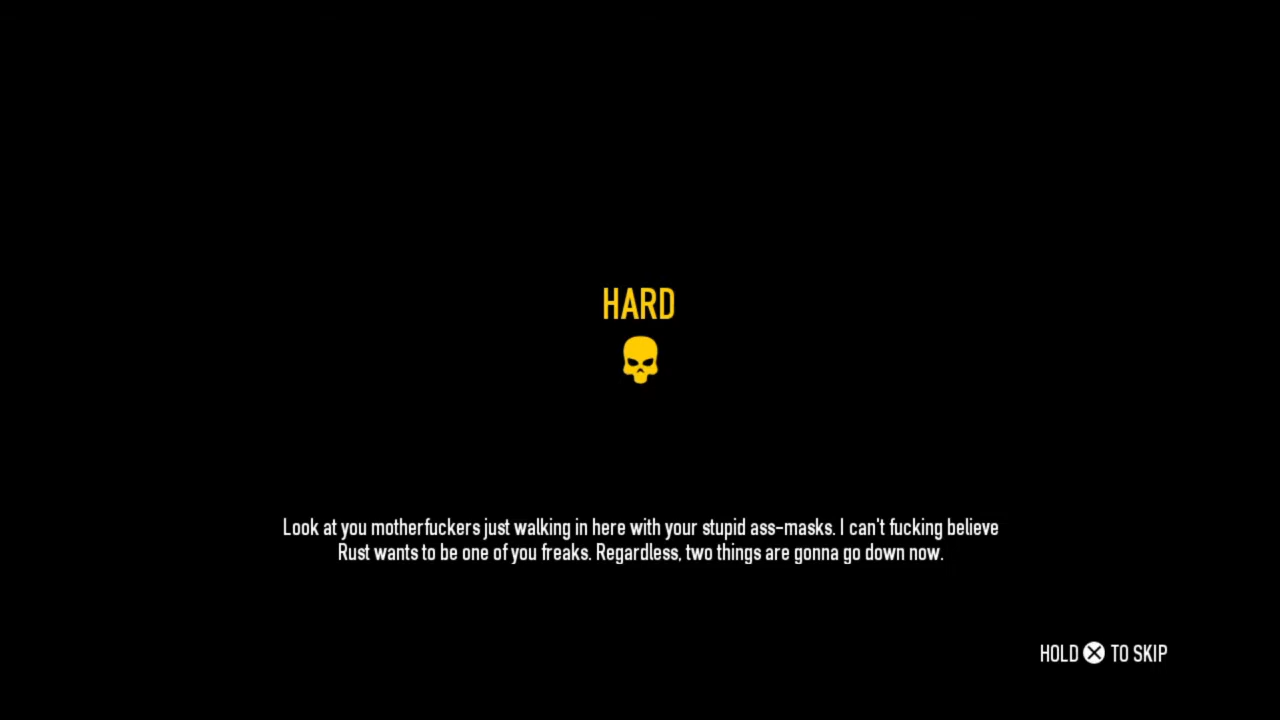 HARD
Look at you motherfuckers just walking in here with your stupid ass-masks. I can't fucking believe
Rust wants to be one of you freaks. Regardless, two things are gonna go down now.
HOLD X TO SKIP